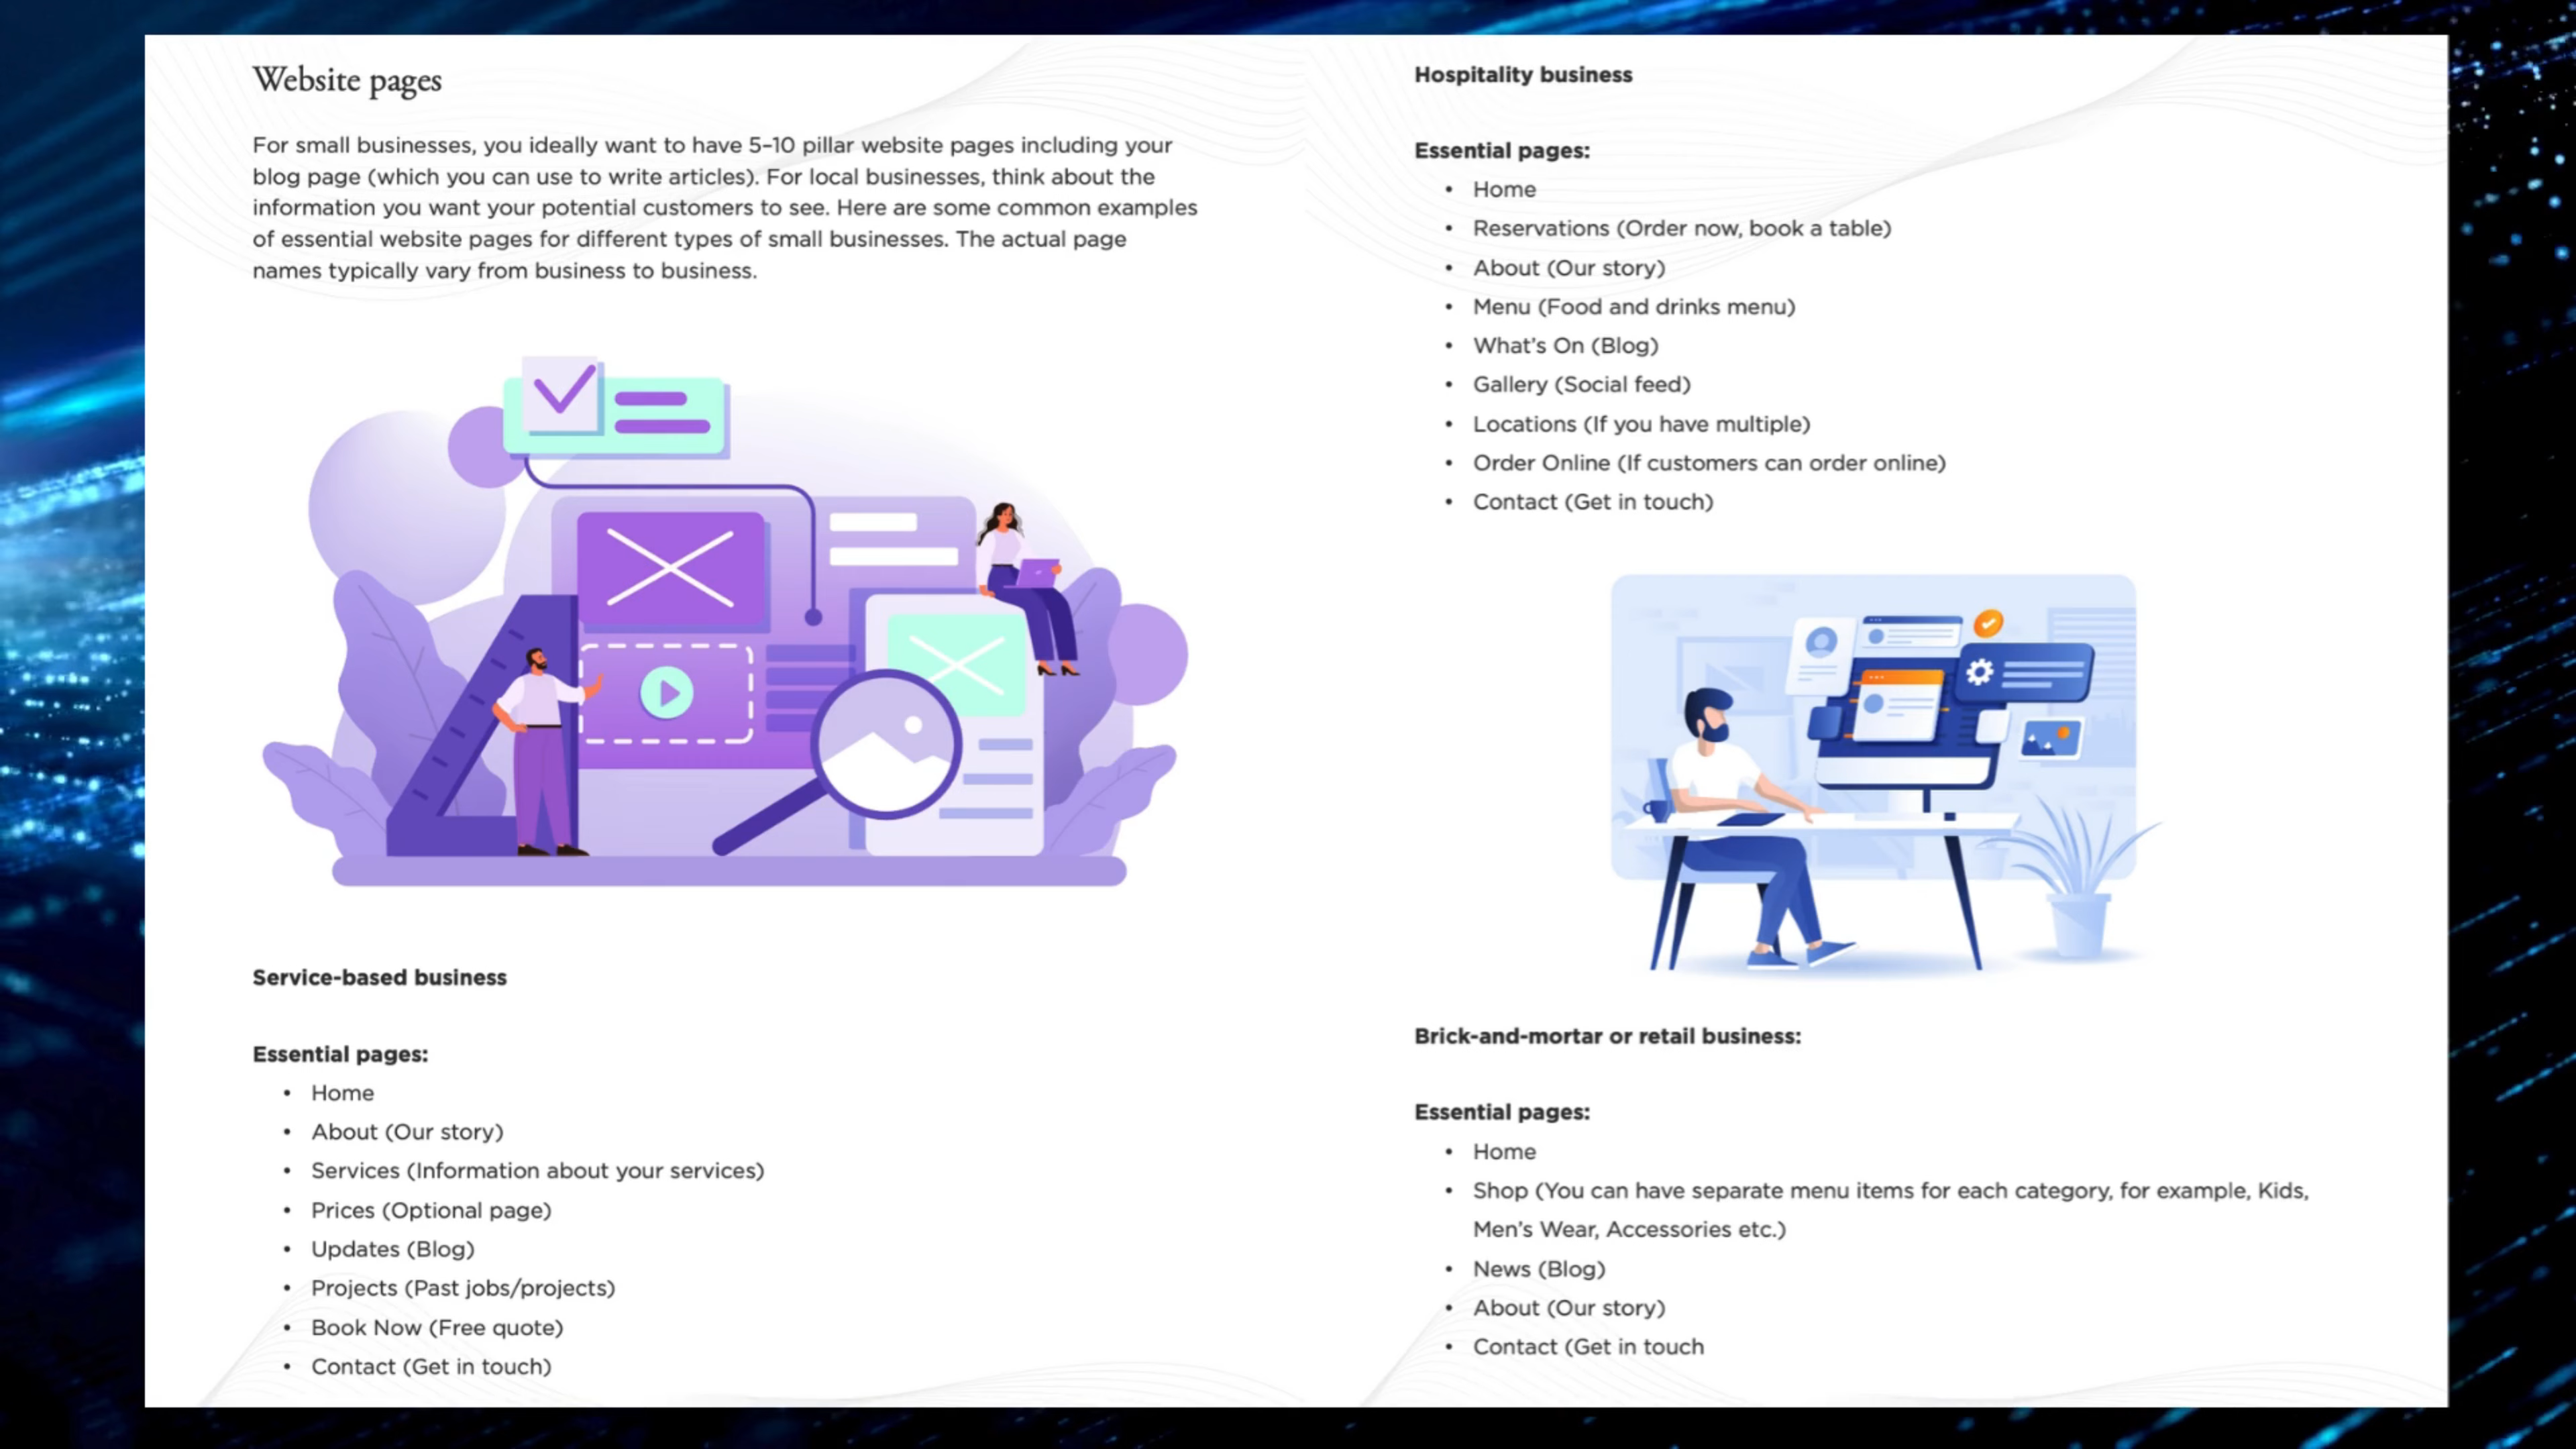 Website pages
For small businesses, you ideally want to have 5–10 pillar website pages including your
blog page (which you can use to write articles). For local businesses, think about the
information you want your potential customers to see. Here are some common examples
of essential website pages for different types of small businesses. The actual page
names typically vary from business to business.
Service-based business
Essential pages:
• Home
• About (Our story)
• Services (Information about your services)
• Prices (Optional page)
• Updates (Blog)
• Projects (Past jobs/projects)
• Book Now (Free quote)
• Contact (Get in touch)
Hospitality business
Essential pages:
• Home
• Reservations (Order now, book a table)
• About (Our story)
• Menu (Food and drinks menu)
• What's On (Blog)
• Gallery (Social feed)
• Locations (If you have multiple)
• Order Online (If customers can order online)
• Contact (Get in touch)
Brick-and-mortar or retail business:
Essential pages:
• Home
• Shop (You can have separate menu items for each category, for example, Kids,
Men's Wear, Accessories etc.)
• News (Blog)
• About (Our story)
• Contact (Get in touch